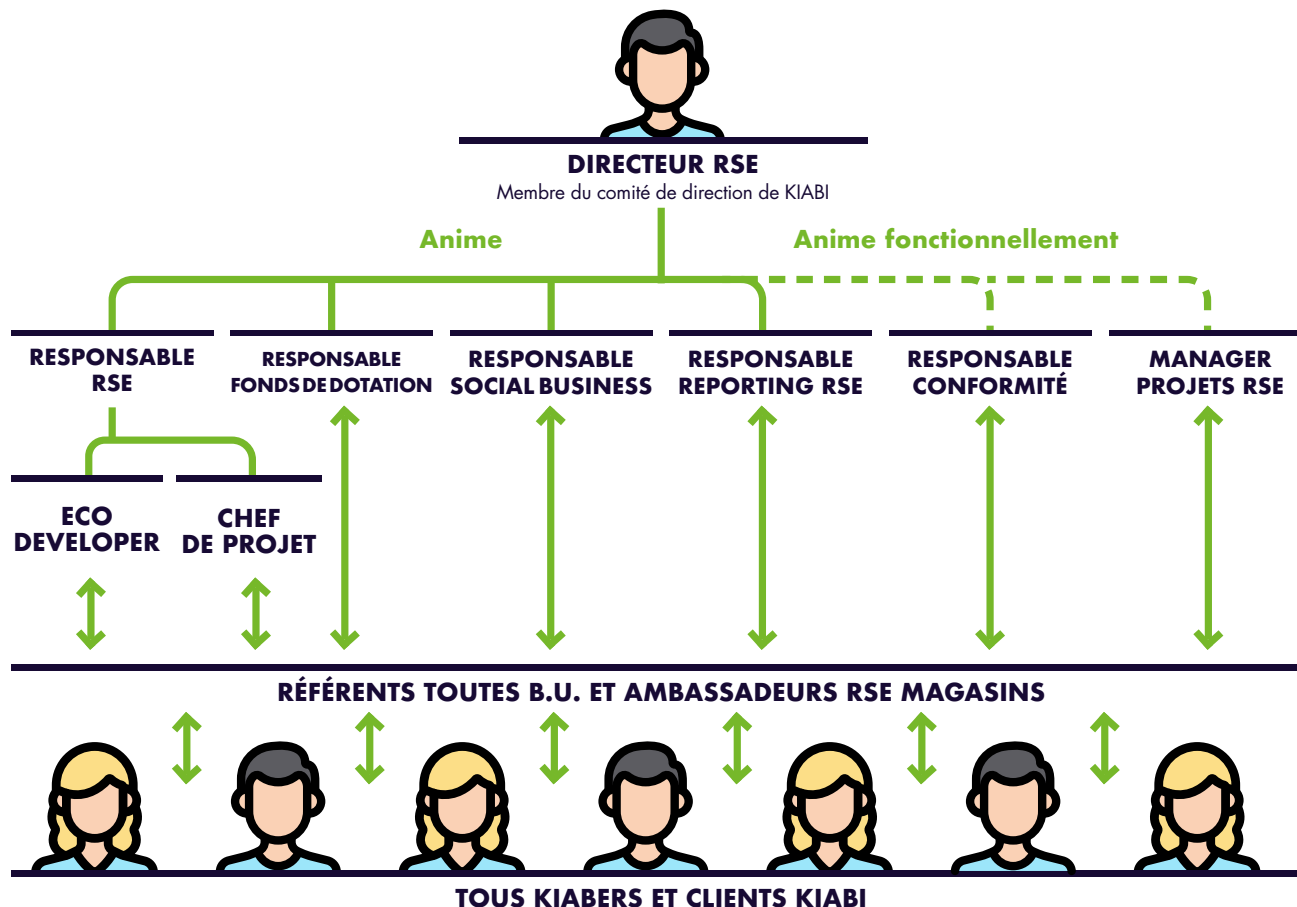 DIRECTEUR RSE
Membre du comité de direction de KIABI
Anime
Anime fonctionnellement
RESPONSABLE
RSE
RESPONSABLE
FONDS DE DOTATION
RESPONSABLE
SOCIAL BUSINESS
RESPONSABLE
REPORTING RSE
RESPONSABLE
CONFORMITÉ
MANAGER
PROJETS RSE
ECO
DEVELOPER
CHEF
DE PROJET
RÉFÉRENTS TOUTES B.U. ET AMBASSADEURS RSE MAGASINS
TOUS KIABERS ET CLIENTS KIABI